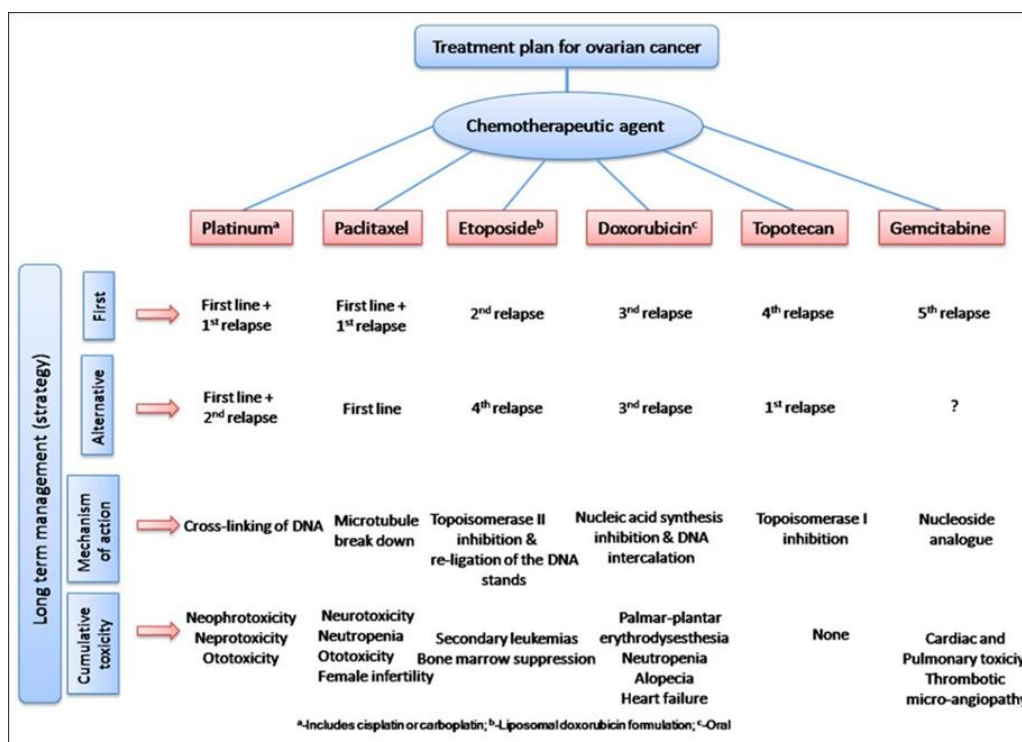 Treatment plan for ovarian cancer
Chemotherapeutic agent
Platinumᵃ
Paclitaxel
Etoposideᵇ
Doxorubicinᶜ
Topotecan
Gemcitabine
Long term management (strategy)
First
First line +
1ˢᵗ relapse
First line +
1ˢᵗ relapse
2ⁿᵈ relapse
3ⁿᵈ relapse
4ᵗʰ relapse
5ᵗʰ relapse
Alternative
First line +
2ⁿᵈ relapse
First line
4ᵗʰ relapse
3ⁿᵈ relapse
1ˢᵗ relapse
?
Mechanism
of action
Cross-linking of DNA
Microtubule
break down
Topoisomerase II
inhibition &
re-ligation of the DNA
stands
Nucleic acid synthesis
inhibition & DNA
intercalation
Topoisomerase I
inhibition
Nucleoside
analogue
Cumulative
toxicity
Neophrotoxicity
Neprotoxicity
Ototoxicity
Neurotoxicity
Neutropenia
Ototoxicity
Female infertility
Secondary leukemias
Bone marrow suppression
Palmar-plantar
erythrodysesthesia
Neutropenia
Alopecia
Heart failure
None
Cardiac and
Pulmonary toxiciy
Thrombotic
micro-angiopathy
ᵃ-Includes cisplatin or carboplatin; ᵇ-Liposomal doxorubicin formulation; ᶜ-Oral